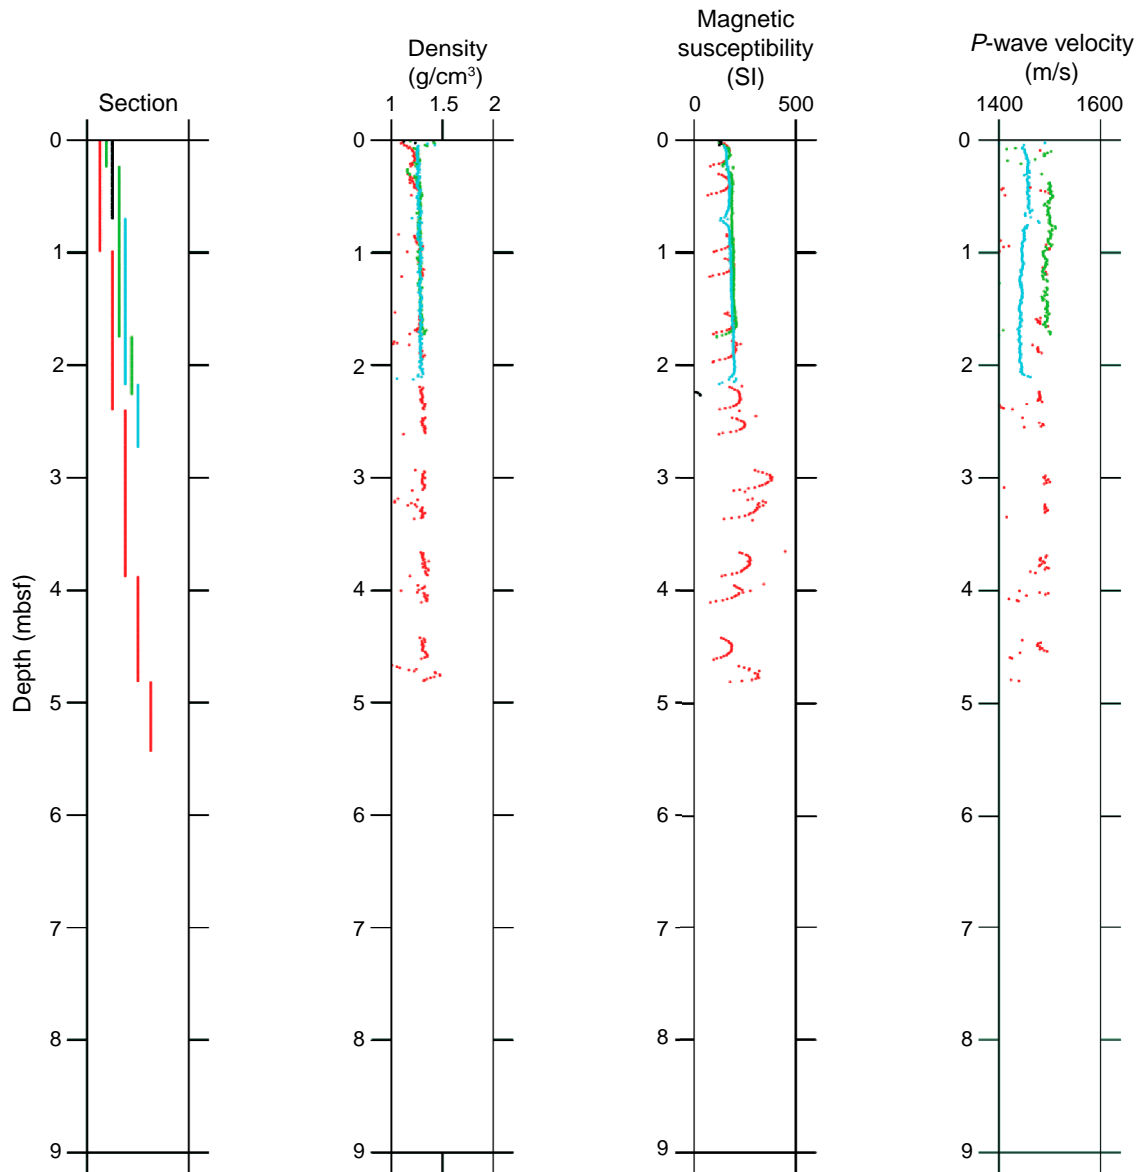 Magnetic
susceptibility
(SI)
Density
(g/cm³)
P-wave velocity
(m/s)
Section
1 1.5 2
0 500
1400 1600
0 0 0 0
1 1 1 1
2 2 2 2
3 3 3 3
4 4 4 4
Depth (mbsf)
5 5 5 5
6 6 6 6
7 7 7 7
8 8 8 8
9 9 9 9